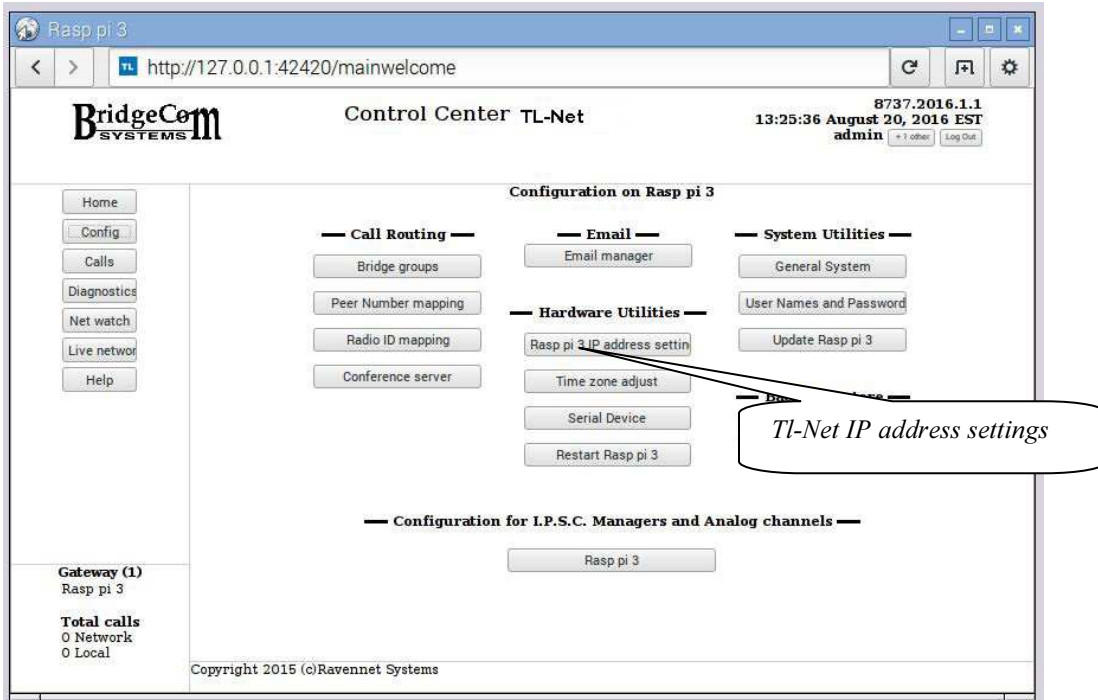 Rasp pi 3
TL http://127.0.0.1:42420/mainwelcome
BridgeCom
SYSTEMS
Control Center TL-Net
8737.2016.1.1
13:25:36 August 20, 2016 EST
admin + 1 other Log Out
Home
Config
Calls
Diagnostics
Net watch
Live networ
Help
Gateway (1)
Rasp pi 3
Total calls
0 Network
0 Local
Configuration on Rasp pi 3
Call Routing
Bridge groups
Peer Number mapping
Radio ID mapping
Conference server
Email
Email manager
Hardware Utilities
Rasp pi 3 IP address settin
Time zone adjust
Serial Device
Restart Rasp pi 3
System Utilities
General System
User Names and Password
Update Rasp pi 3
Tl-Net IP address settings
Configuration for I.P.S.C. Managers and Analog channels
Rasp pi 3
Copyright 2015 (c)Ravennet Systems